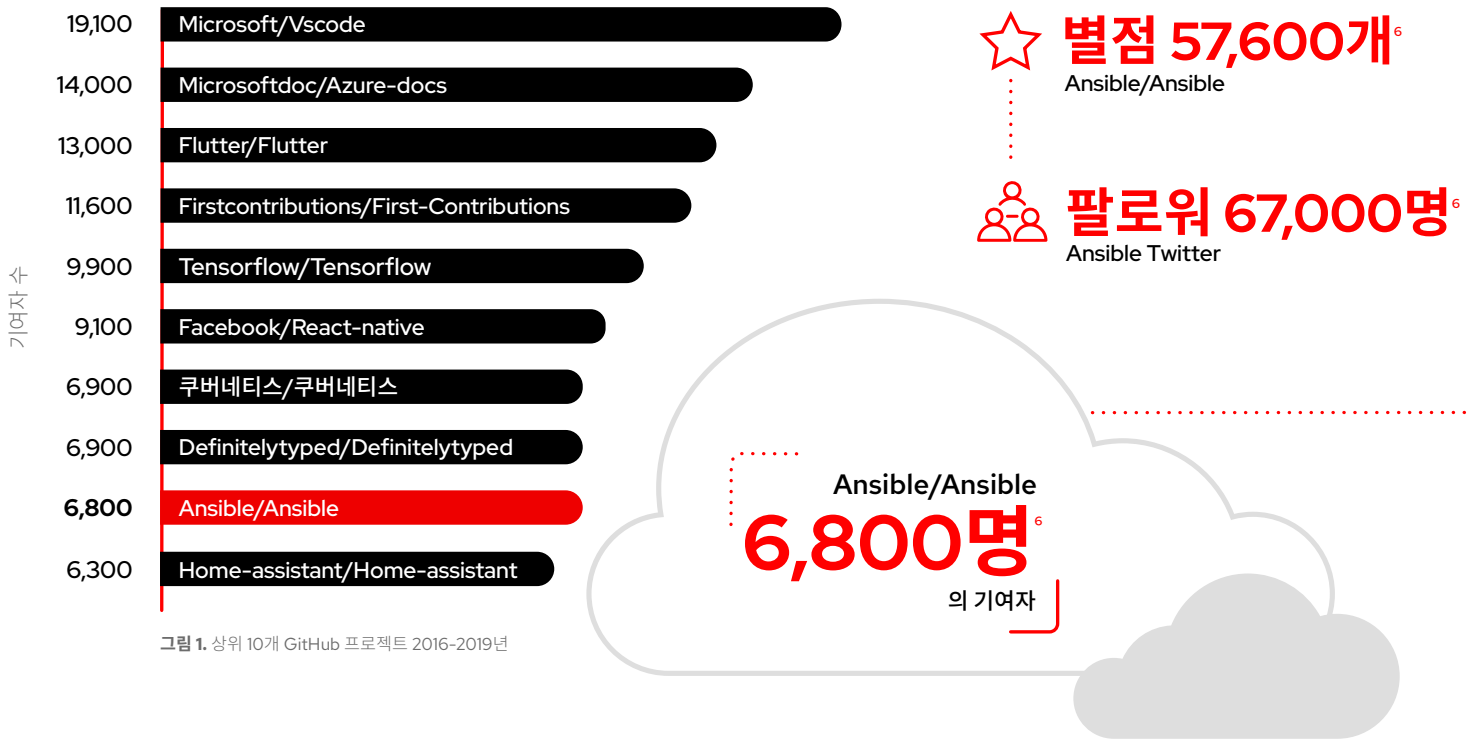 기여자 수
19,100 Microsoft/Vscode
14,000 Microsoftdoc/Azure-docs
13,000 Flutter/Flutter
11,600 Firstcontributions/First-Contributions
9,900 Tensorflow/Tensorflow
9,100 Facebook/React-native
6,900 쿠버네티스/쿠버네티스
6,900 Definitelytyped/Definitelytyped
6,800 Ansible/Ansible
6,300 Home-assistant/Home-assistant
그림 1. 상위 10개 GitHub 프로젝트 2016-2019년
별점 57,600개6
Ansible/Ansible
팔로워 67,000명6
Ansible Twitter
Ansible/Ansible
6,800명6
의 기여자